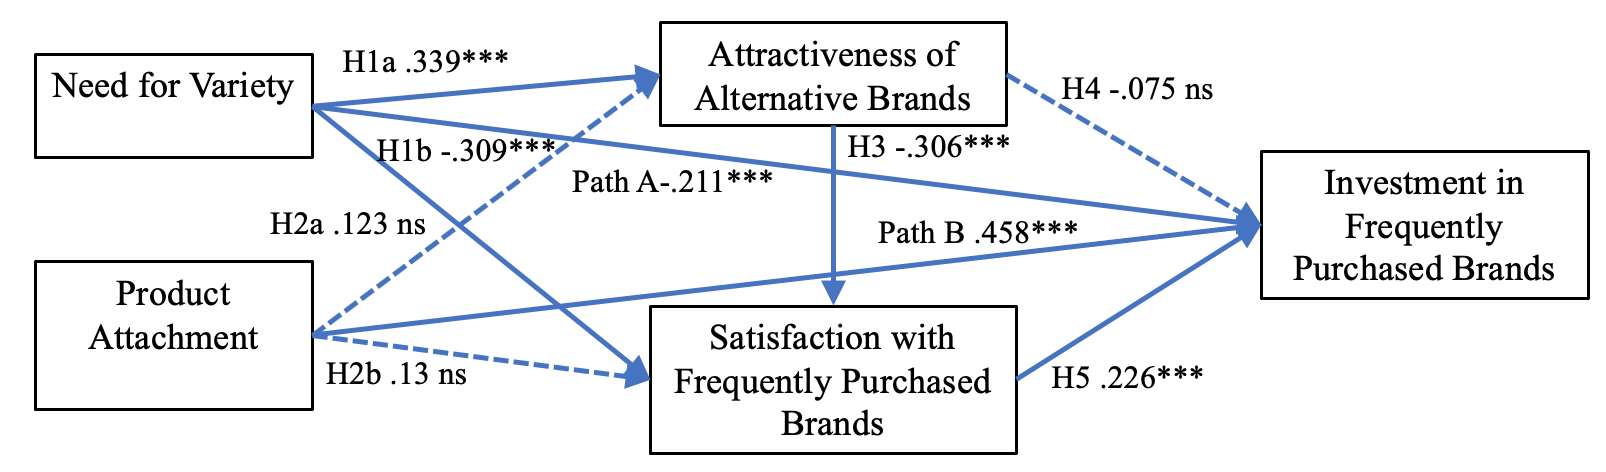 Need for Variety
H1a .339***
Attractiveness of
Alternative Brands
H4 -.075 ns
H1b -.309***
H3 -.306***
Path A-.211***
Investment in
Frequently
Purchased Brands
H2a .123 ns
Path B .458***
Product
Attachment
H2b .13 ns
Satisfaction with
Frequently Purchased
Brands
H5 .226***